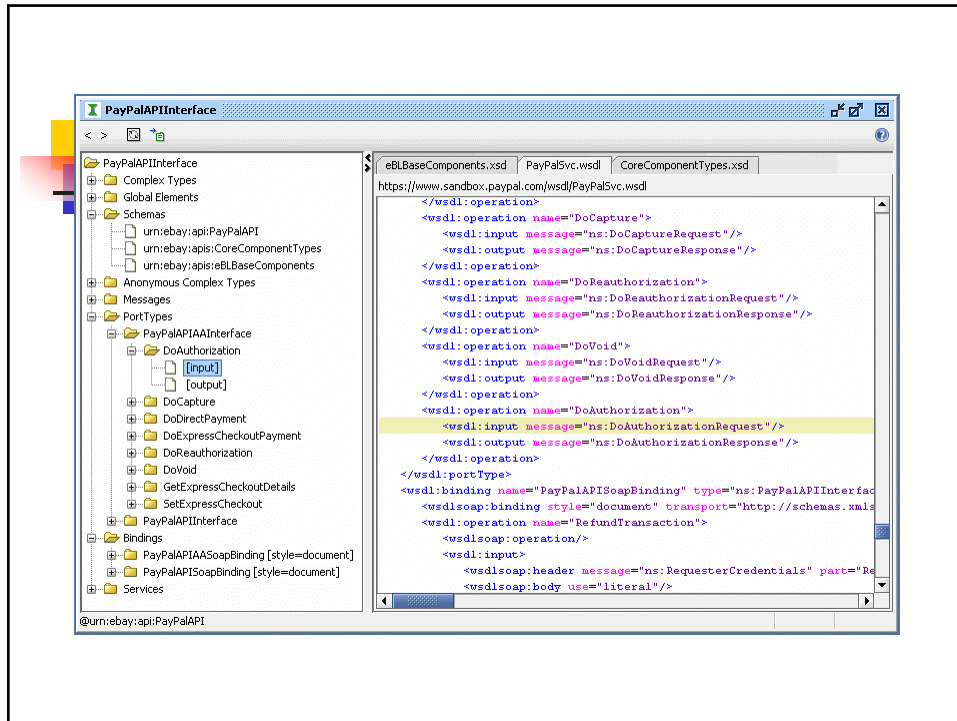 PayPalAPIInterface
< >
PayPalAPIInterface
Complex Types
Global Elements
Schemas
urn:ebay:api:PayPalAPI
urn:ebay:apis:CoreComponentTypes
urn:ebay:apis:eBLBaseComponents
Anonymous Complex Types
Messages
PortTypes
PayPalAPIAAInterface
DoAuthorization
[input]
[output]
DoCapture
DoDirectPayment
DoExpressCheckoutPayment
DoReauthorization
DoVoid
GetExpressCheckoutDetails
SetExpressCheckout
PayPalAPIInterface
Bindings
PayPalAPIAASoapBinding [style=document]
PayPalAPISoapBinding [style=document]
Services
eBLBaseComponents.xsd PayPalSvc.wsdl CoreComponentTypes.xsd
https://www.sandbox.paypal.com/wsdl/PayPalSvc.wsdl
</wsdl:operation>
<wsdl:operation name="DoCapture">
<wsdl:input message="ns:DoCaptureRequest"/>
<wsdl:output message="ns:DoCaptureResponse"/>
</wsdl:operation>
<wsdl:operation name="DoReauthorization">
<wsdl:input message="ns:DoReauthorizationRequest"/>
<wsdl:output message="ns:DoReauthorizationResponse"/>
</wsdl:operation>
<wsdl:operation name="DoVoid">
<wsdl:input message="ns:DoVoidRequest"/>
<wsdl:output message="ns:DoVoidResponse"/>
</wsdl:operation>
<wsdl:operation name="DoAuthorization">
<wsdl:input message="ns:DoAuthorizationRequest"/>
<wsdl:output message="ns:DoAuthorizationResponse"/>
</wsdl:operation>
</wsdl:portType>
<wsdl:binding name="PayPalAPISoapBinding" type="ns:PayPalAPIInterfac
<wsdlsoap:binding style="document" transport="http://schemas.xmls
<wsdl:operation name="RefundTransaction">
<wsdlsoap:operation/>
<wsdl:input>
<wsdlsoap:header message="ns:RequesterCredentials" part="Re
<wsdlsoap:body use="literal"/>
@urn:ebay:api:PayPalAPI